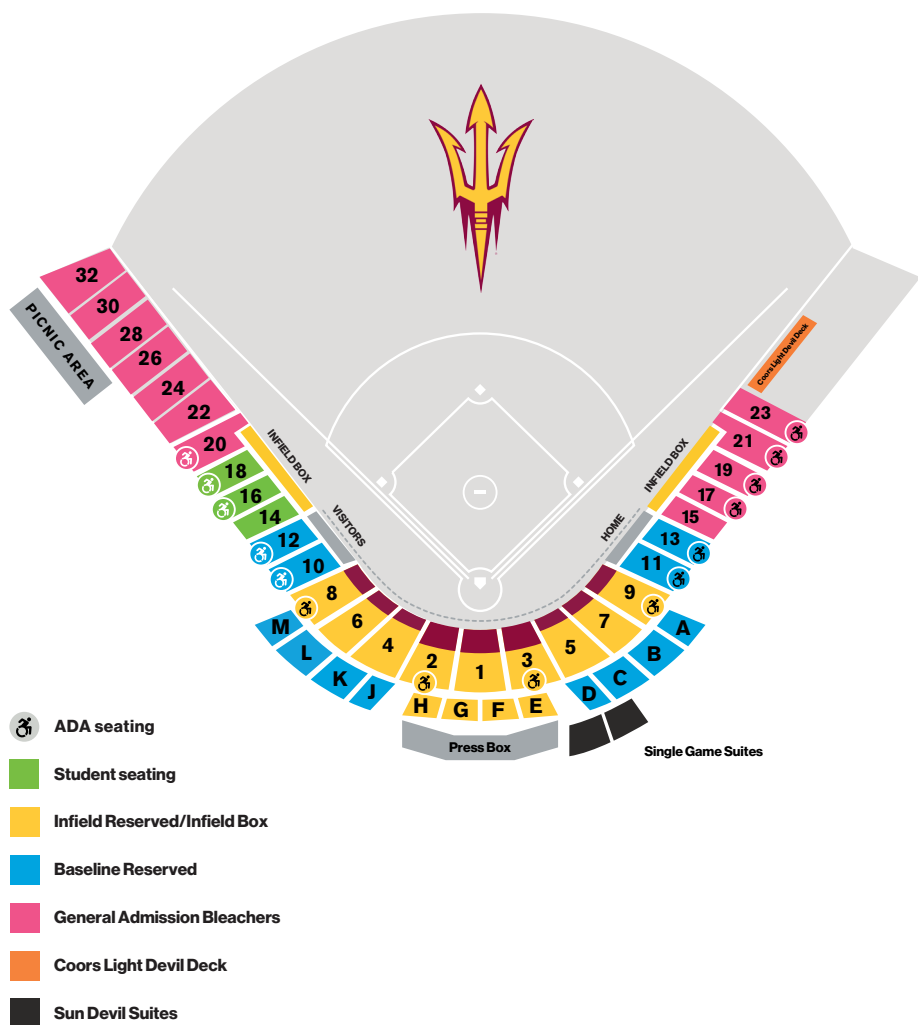 32
30
28
26
24
22
20
18
16
14
12
10
8
6
4
2
1
3
5
7
9
11
13
15
17
19
21
23
PICNIC AREA
INFIELD BOX
VISITORS
HOME
INFIELD BOX
Coors Light Devil Deck
M
L
K
J
H
G
F
E
D
C
B
A
Press Box
Single Game Suites
ADA seating
Student seating
Infield Reserved/Infield Box
Baseline Reserved
General Admission Bleachers
Coors Light Devil Deck
Sun Devil Suites